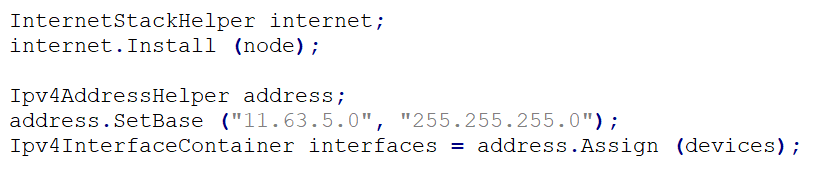 InternetStackHelper internet;
internet.Install (node);
Ipv4AddressHelper address;
address.SetBase ("11.63.5.0", "255.255.255.0");
Ipv4InterfaceContainer interfaces = address.Assign (devices);